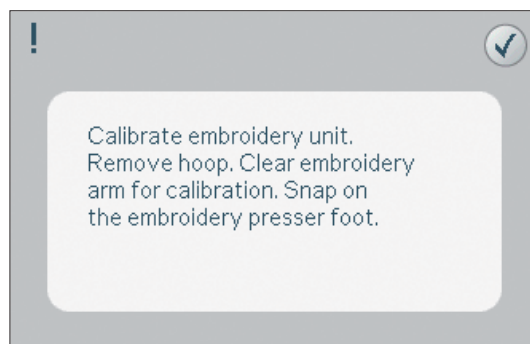 !
Calibrate embroidery unit.
Remove hoop. Clear embroidery
arm for calibration. Snap on
the embroidery presser foot.